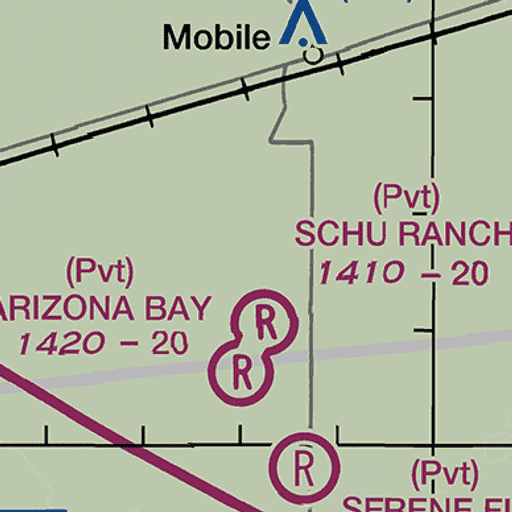 Mobile
(Pvt)
SCHU RANCH
1410 - 20
(Pvt)
ARIZONA BAY
1420 - 20
R
R
R
(Pvt)